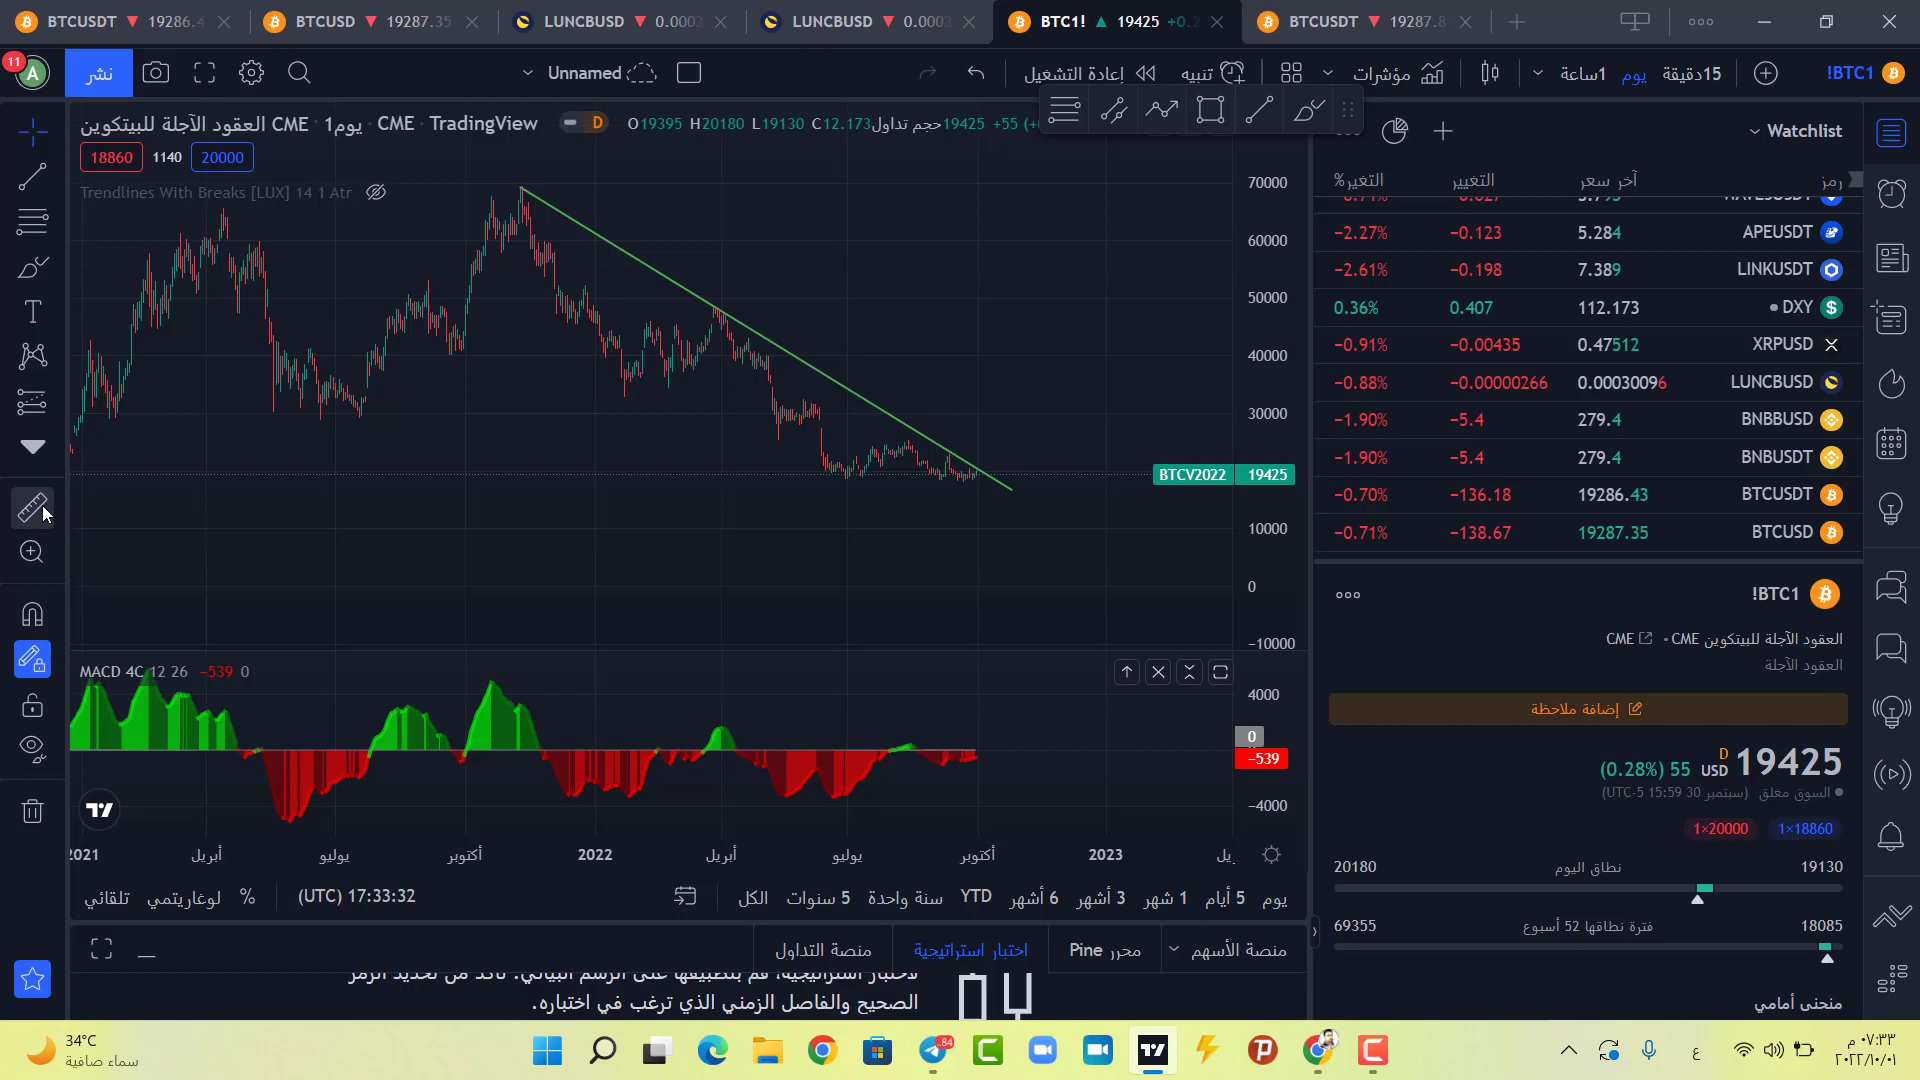 BTCUSDT ▼ 19286.4
BTCUSD ▼ 19287.35
LUNCBUSD ▼ 0.0003
LUNCBUSD ▼ 0.0003
BTC1! ▲ 19425 +0.2
BTCUSDT ▼ 19287.8
11
A
نشر
Unnamed
إعادة التشغيل
تنبيه
مؤشرات
1ساعة
يوم
15دقيقة
BTC1!
العقود الآجلة للبيتكوين CME · 1يوم · CME · TradingView
D
O19395 H20180 L19130 C19425 +55
حجم تداول12.173
18860 1140 20000
Trendlines With Breaks [LUX] 14 1 Atr
70000
60000
50000
40000
30000
BTCV2022 19425
10000
0
−10000
MACD 4C 12 26 −539 0
4000
0
−539
−4000
2021 أبريل يوليو أكتوبر 2022 أبريل يوليو أكتوبر 2023
تلقائي لوغاريتمي % 17:33:32 (UTC)
الكل 5 سنوات سنة واحدة YTD 6 أشهر 3 أشهر 1 شهر 5 أيام يوم
منصة الأسهم
محرر Pine
اختبار استراتيجية
منصة التداول
الصحيح والفاصل الزمني الذي ترغب في اختباره.
Watchlist
رمز آخر سعر التغيير التغير%
APEUSDT 5.284 −0.123 −2.27%
LINKUSDT 7.389 −0.198 −2.61%
DXY 112.173 0.407 0.36%
XRPUSD 0.47512 −0.00435 −0.91%
LUNCBUSD 0.00030096 −0.00000266 −0.88%
BNBBUSD 279.4 −5.4 −1.90%
BNBUSDT 279.4 −5.4 −1.90%
BTCUSDT 19286.43 −136.18 −0.70%
BTCUSD 19287.35 −138.67 −0.71%
BTC1!
العقود الآجلة للبيتكوين CME • CME
العقود الآجلة
إضافة ملاحظة
19425 D USD 55 (0.28%)
السوق مغلق (سبتمبر 30 15:59 UTC-5)
18860×1 20000×1
19130 نطاق اليوم 20180
18085 فترة نطاقها 52 أسبوع 69355
منحنى أمامي
34°C
سماء صافية
84
ع
٠٧:٣٣ م
٢٠٢٢/١٠/٠١